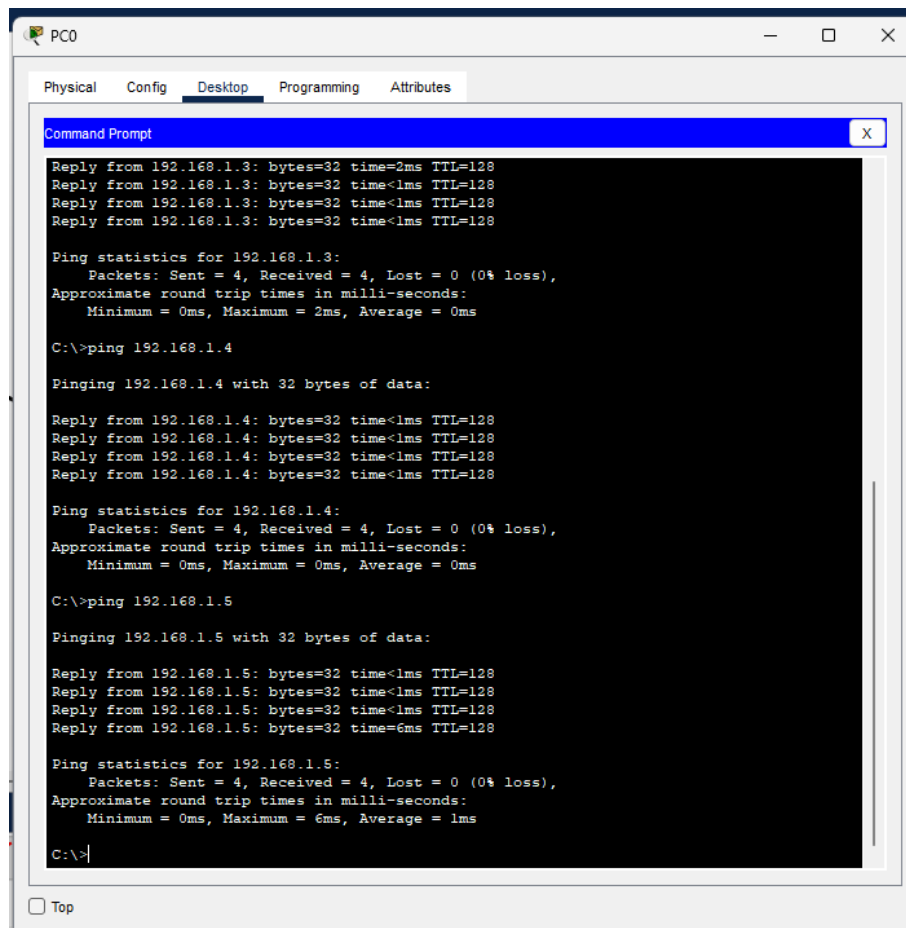 PC0
Physical Config Desktop Programming Attributes
Command Prompt
X
Reply from 192.168.1.3: bytes=32 time=2ms TTL=128
Reply from 192.168.1.3: bytes=32 time<1ms TTL=128
Reply from 192.168.1.3: bytes=32 time<1ms TTL=128
Reply from 192.168.1.3: bytes=32 time<1ms TTL=128
Ping statistics for 192.168.1.3:
Packets: Sent = 4, Received = 4, Lost = 0 (0% loss),
Approximate round trip times in milli-seconds:
Minimum = 0ms, Maximum = 2ms, Average = 0ms
C:\>ping 192.168.1.4
Pinging 192.168.1.4 with 32 bytes of data:
Reply from 192.168.1.4: bytes=32 time<1ms TTL=128
Reply from 192.168.1.4: bytes=32 time<1ms TTL=128
Reply from 192.168.1.4: bytes=32 time<1ms TTL=128
Reply from 192.168.1.4: bytes=32 time<1ms TTL=128
Ping statistics for 192.168.1.4:
Packets: Sent = 4, Received = 4, Lost = 0 (0% loss),
Approximate round trip times in milli-seconds:
Minimum = 0ms, Maximum = 0ms, Average = 0ms
C:\>ping 192.168.1.5
Pinging 192.168.1.5 with 32 bytes of data:
Reply from 192.168.1.5: bytes=32 time<1ms TTL=128
Reply from 192.168.1.5: bytes=32 time<1ms TTL=128
Reply from 192.168.1.5: bytes=32 time<1ms TTL=128
Reply from 192.168.1.5: bytes=32 time=6ms TTL=128
Ping statistics for 192.168.1.5:
Packets: Sent = 4, Received = 4, Lost = 0 (0% loss),
Approximate round trip times in milli-seconds:
Minimum = 0ms, Maximum = 6ms, Average = 1ms
C:\>
Top